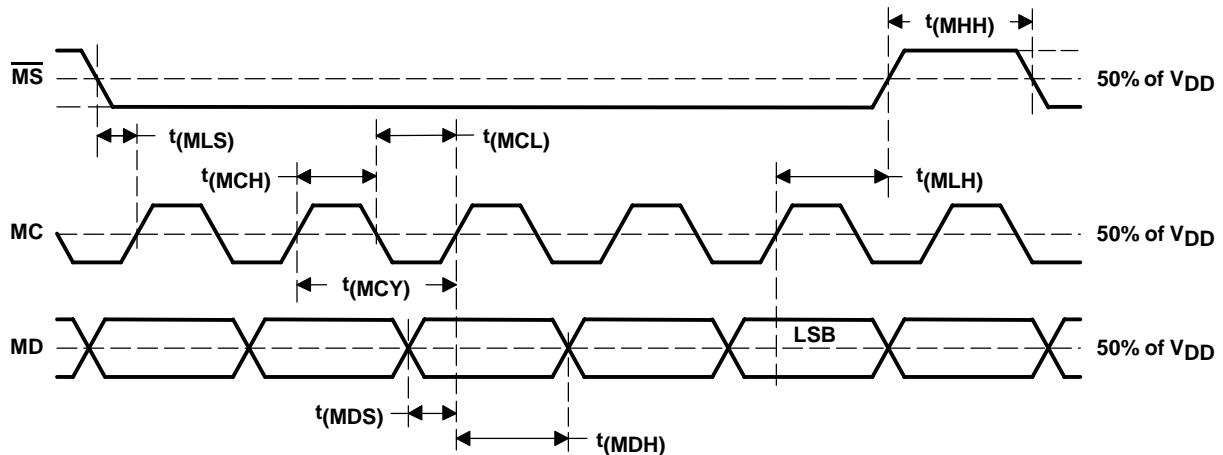 t(MHH)
M̅S̅
50% of VDD
t(MLS)
t(MCL)
t(MCH)
t(MLH)
MC
50% of VDD
t(MCY)
LSB
MD
50% of VDD
t(MDS)
t(MDH)